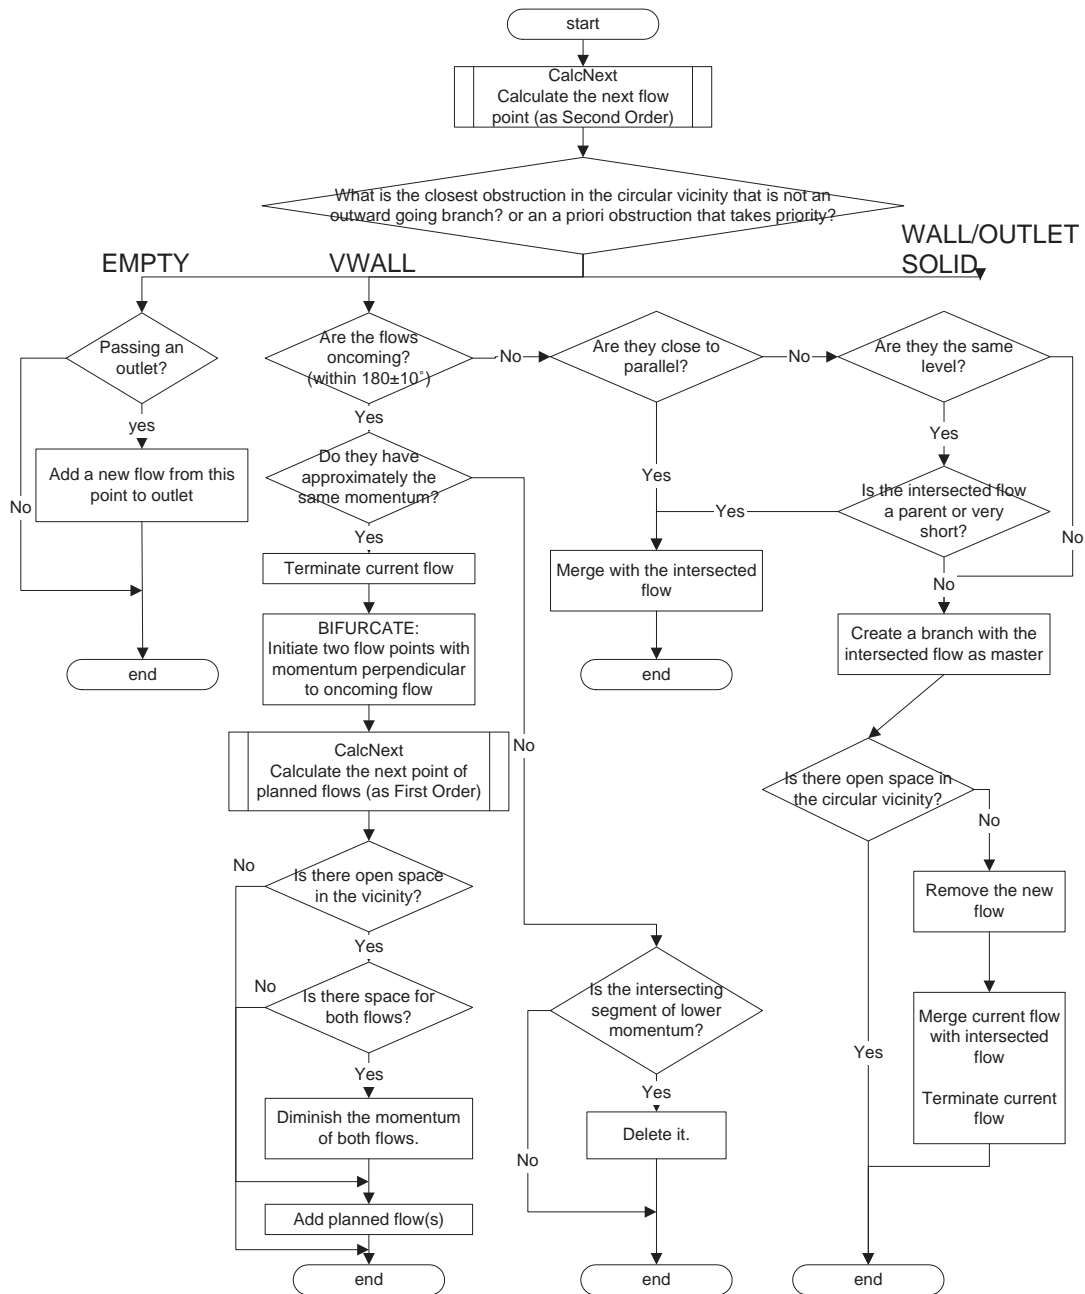 start
CalcNext
Calculate the next flow
point (as Second Order)
What is the closest obstruction in the circular vicinity that is not an
outward going branch? or an a priori obstruction that takes priority?
EMPTY
VWALL
WALL/OUTLET
SOLID
Passing an
outlet?
yes
No
Add a new flow from this
point to outlet
end
Are the flows
oncoming?
(within 180±10˚)
No
Yes
Do they have
approximately the
same momentum?
Yes
No
Terminate current flow
BIFURCATE:
Initiate two flow points with
momentum perpendicular
to oncoming flow
CalcNext
Calculate the next point of
planned flows (as First Order)
No
Is there open space
in the vicinity?
Yes
No
Is there space for
both flows?
Yes
Diminish the momentum
of both flows.
Add planned flow(s)
end
Are they close to
parallel?
No
Yes
Merge with the intersected
flow
end
Is the intersecting
segment of lower
momentum?
Yes
No
Delete it.
end
Are they the same
level?
Yes
No
Is the intersected flow
a parent or very
short?
Yes
No
Create a branch with the
intersected flow as master
Is there open space in
the circular vicinity?
No
Yes
Remove the new
flow
Merge current flow
with intersected
flow
Terminate current
flow
end